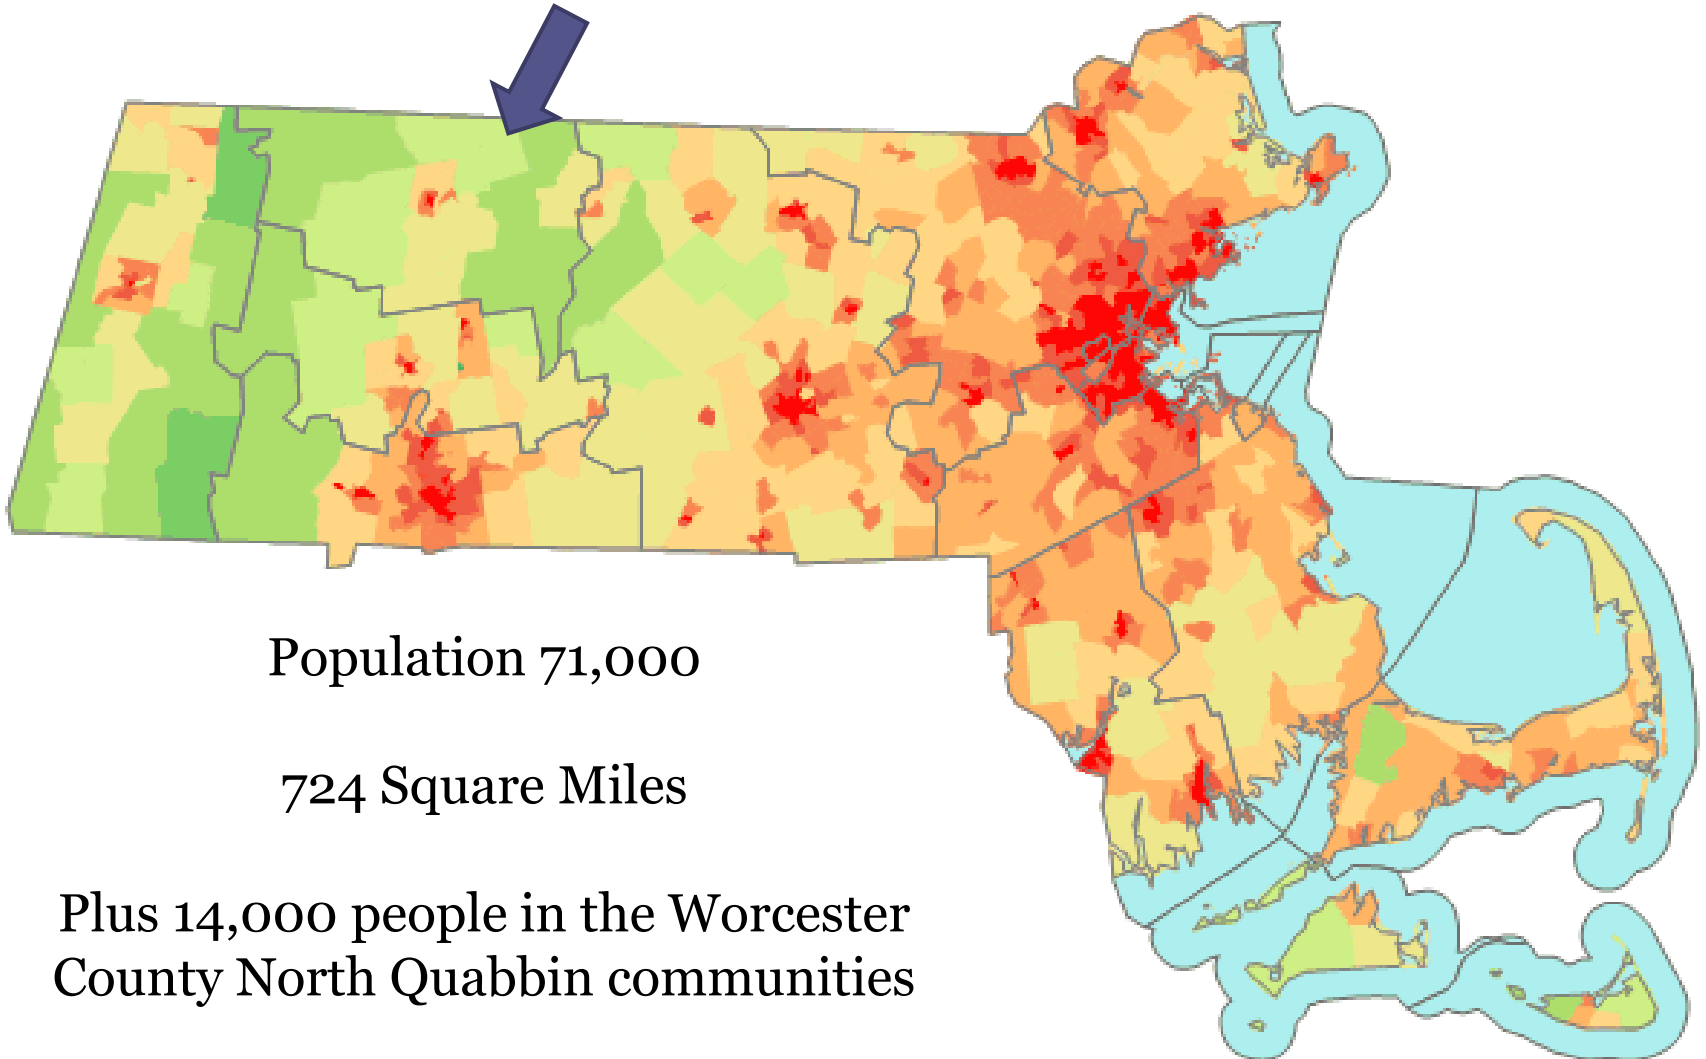 Population 71,000
724 Square Miles
Plus 14,000 people in the Worcester
County North Quabbin communities